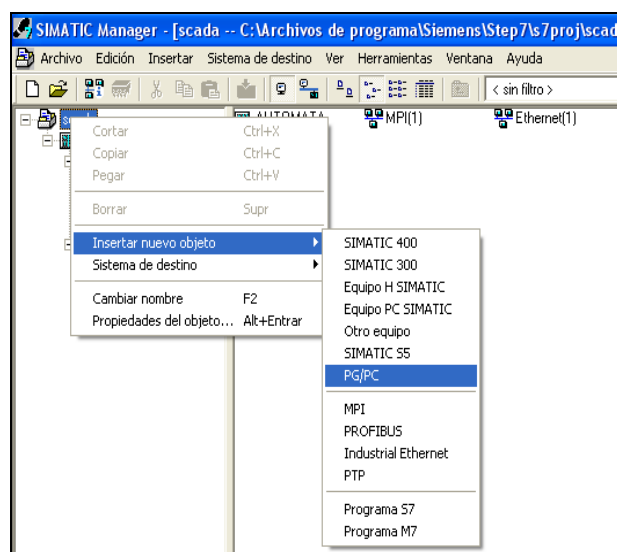 SIMATIC Manager - [scada -- C:\Archivos de programa\Siemens\Step7\s7proj\scad
Archivo Edición Insertar Sistema de destino Ver Herramientas Ventana Ayuda
< sin filtro >
AUTOMATA MPI(1) Ethernet(1)
Cortar Ctrl+X
Copiar Ctrl+C
Pegar Ctrl+V
Borrar Supr
Insertar nuevo objeto
Sistema de destino
Cambiar nombre F2
Propiedades del objeto... Alt+Entrar
SIMATIC 400
SIMATIC 300
Equipo H SIMATIC
Equipo PC SIMATIC
Otro equipo
SIMATIC S5
PG/PC
MPI
PROFIBUS
Industrial Ethernet
PTP
Programa S7
Programa M7